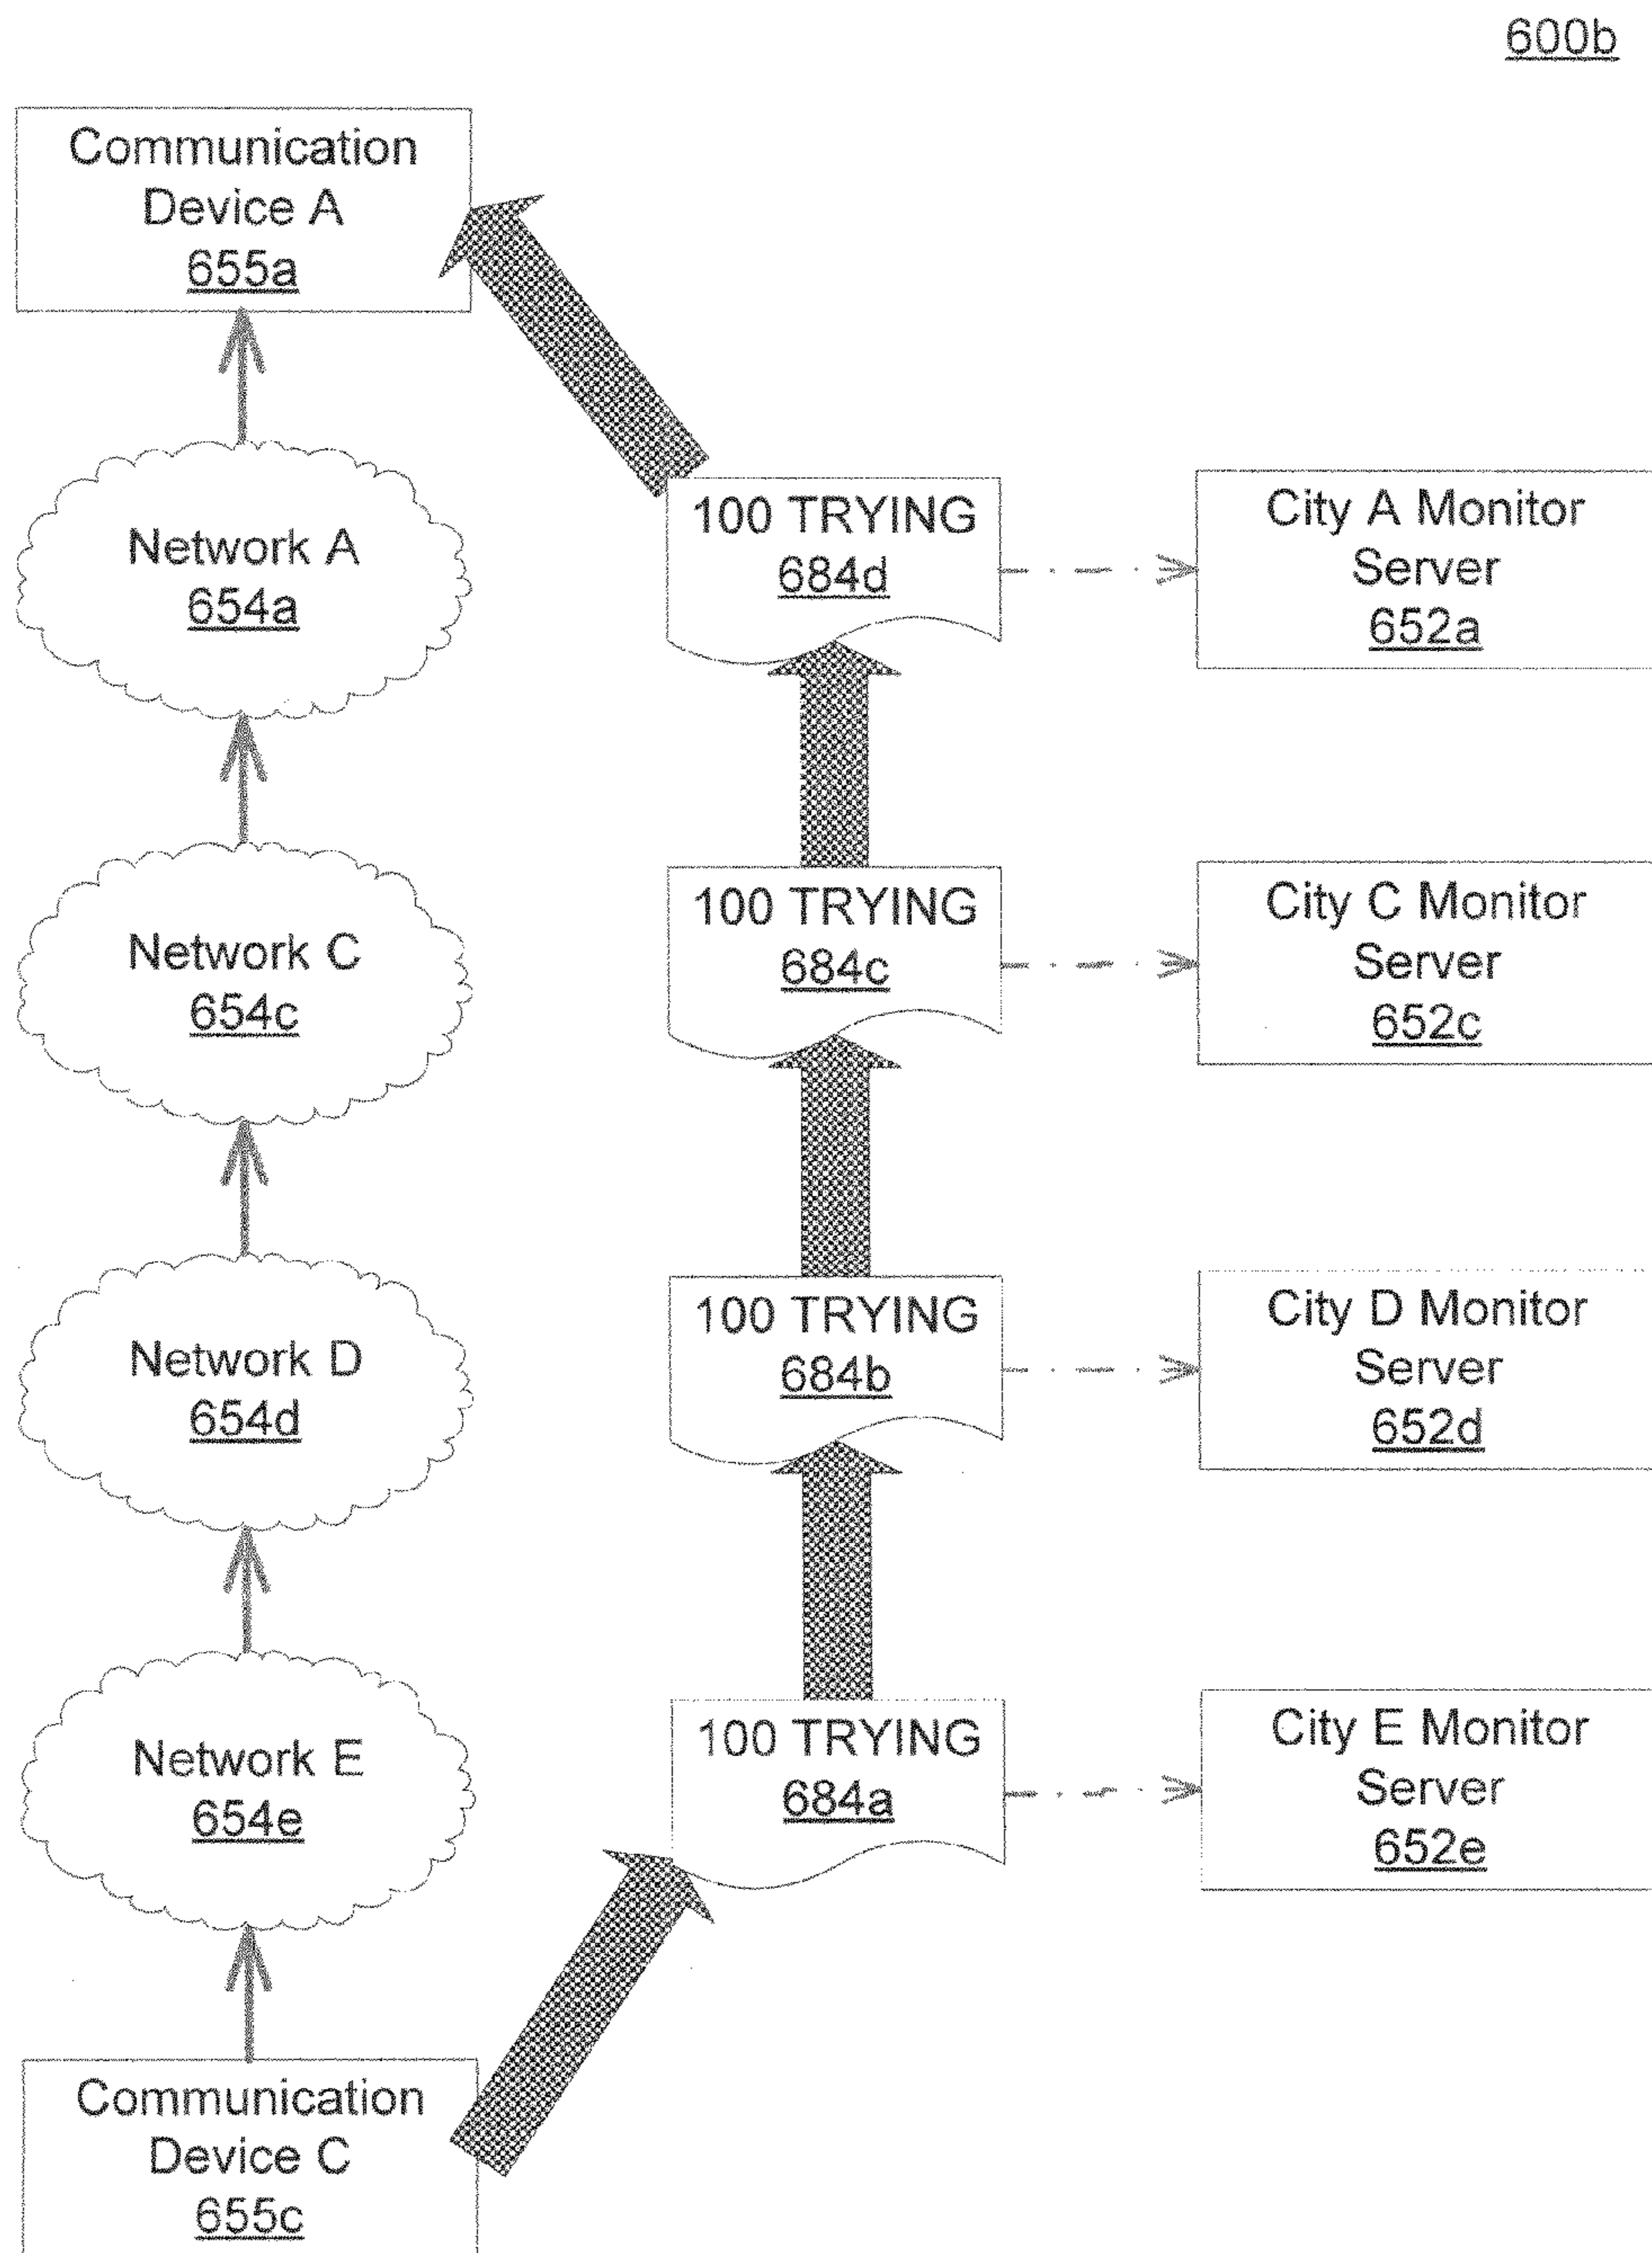 600b
Communication
Device A
655a
Network A
654a
100 TRYING
684d
City A Monitor
Server
652a
Network C
654c
100 TRYING
684c
City C Monitor
Server
652c
Network D
654d
100 TRYING
684b
City D Monitor
Server
652d
Network E
654e
100 TRYING
684a
City E Monitor
Server
652e
Communication
Device C
655c